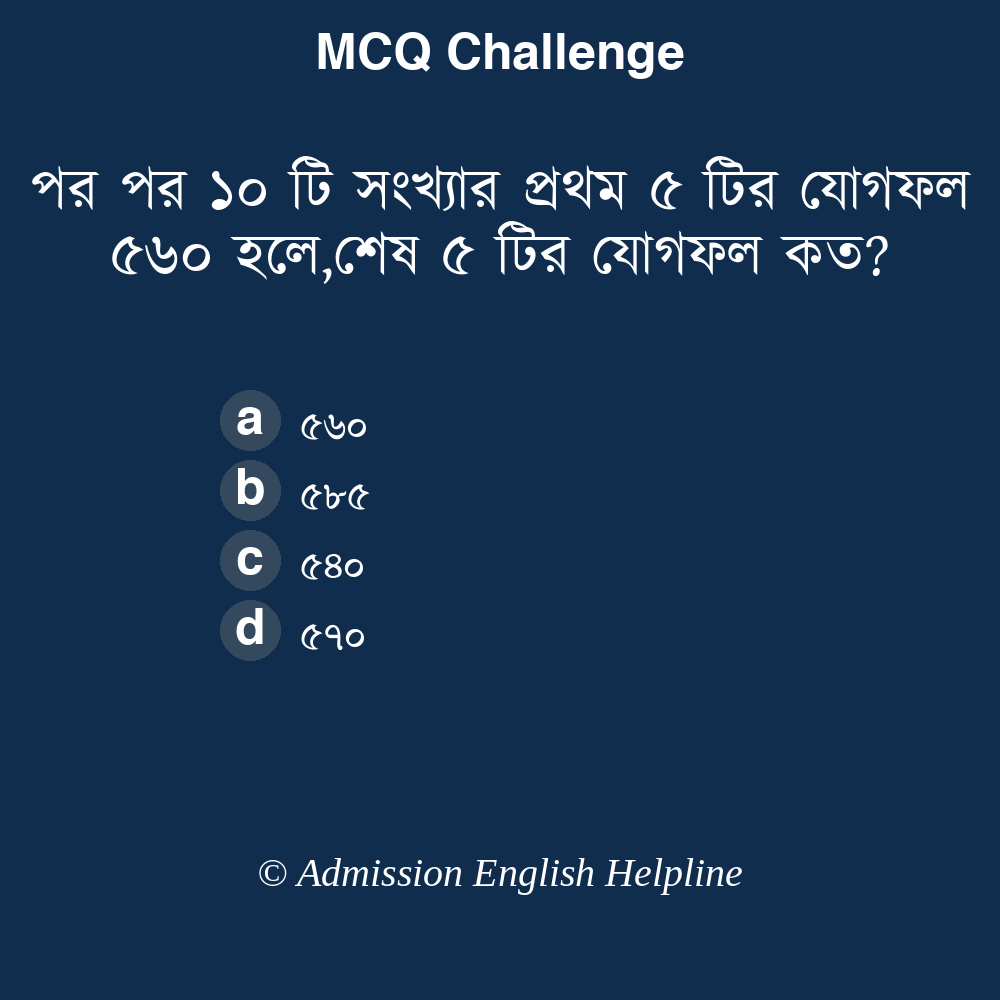 MCQ Challenge
পর পর ১০ টি সংখ্যার প্রথম ৫ টির যোগফল
৫৬০ হলে,শেষ ৫ টির যোগফল কত?
a ৫৬০
b ৫৮৫
c ৫৪০
d ৫৭০
© Admission English Helpline